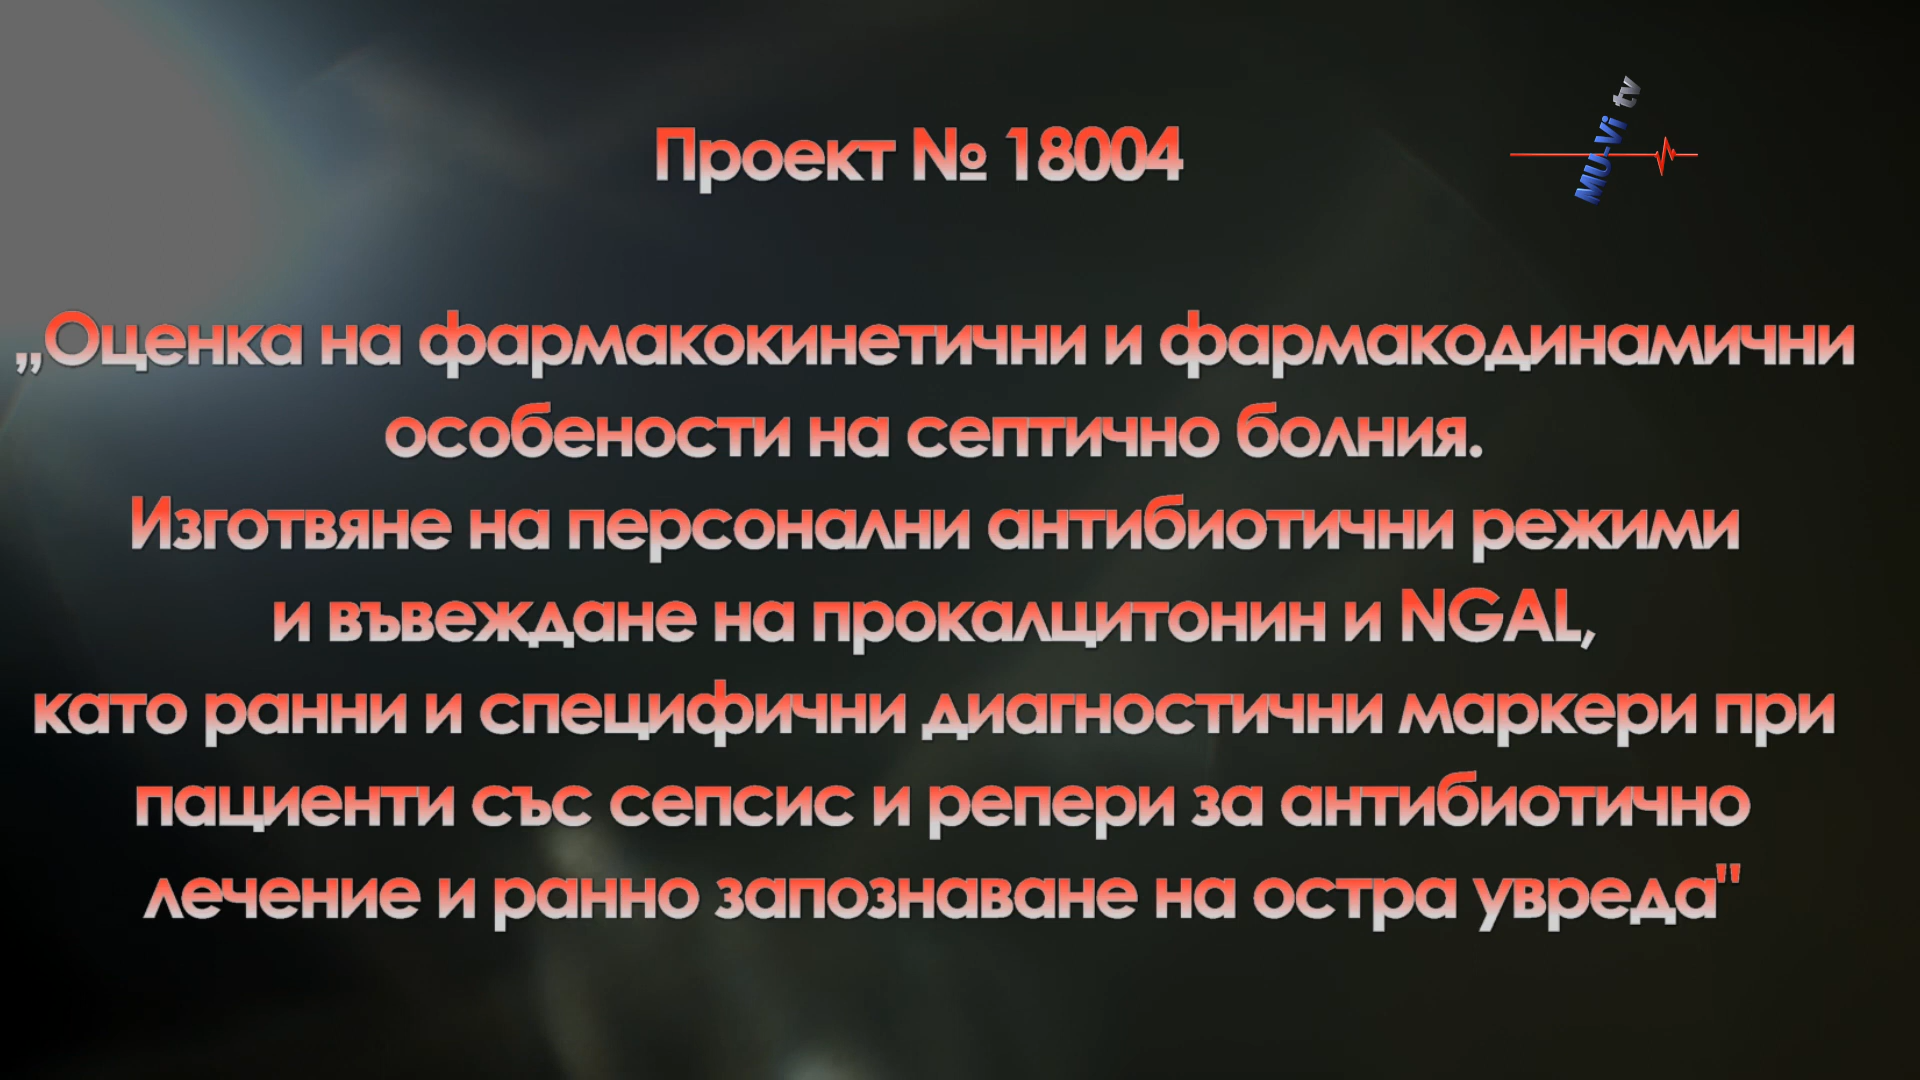 MU-Vi tv
Проект № 18004
„Оценка на фармакокинетични и фармакодинамични
особености на септично болния.
Изготвяне на персонални антибиотични режими
и въвеждане на прокалцитонин и NGAL,
като ранни и специфични диагностични маркери при
пациенти със сепсис и репери за антибиотично
лечение и ранно запознаване на остра увреда"